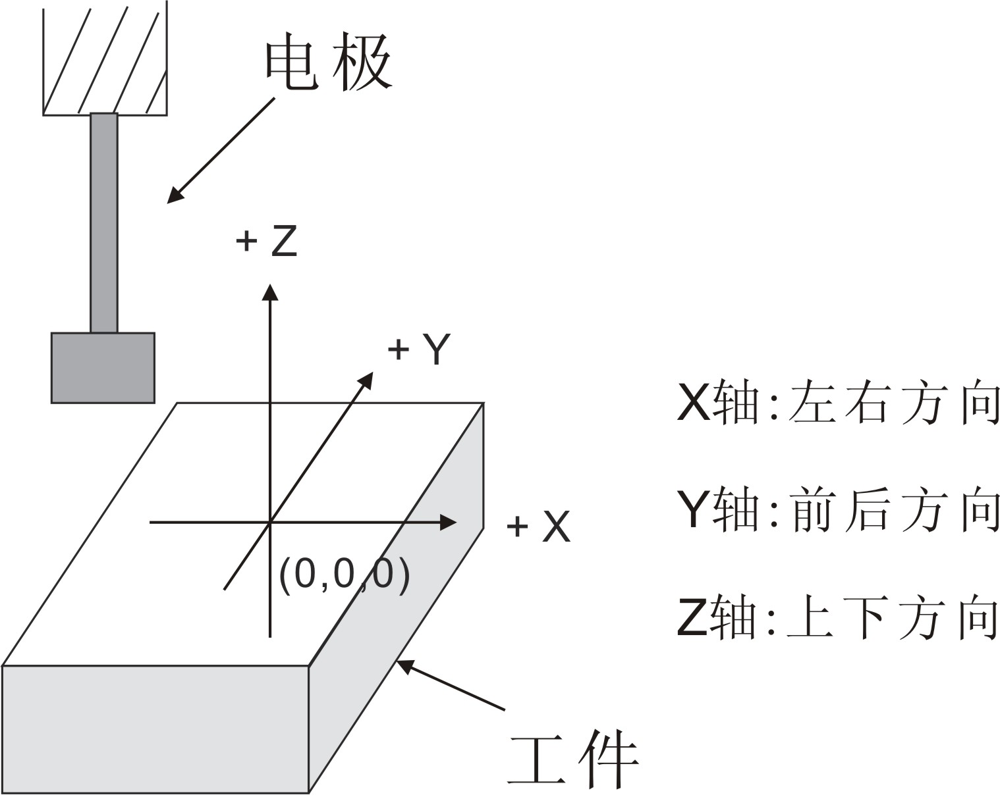 电极
+ Z
+ Y
+ X
(0,0,0)
X轴:左右方向
Y轴:前后方向
Z轴:上下方向
工件